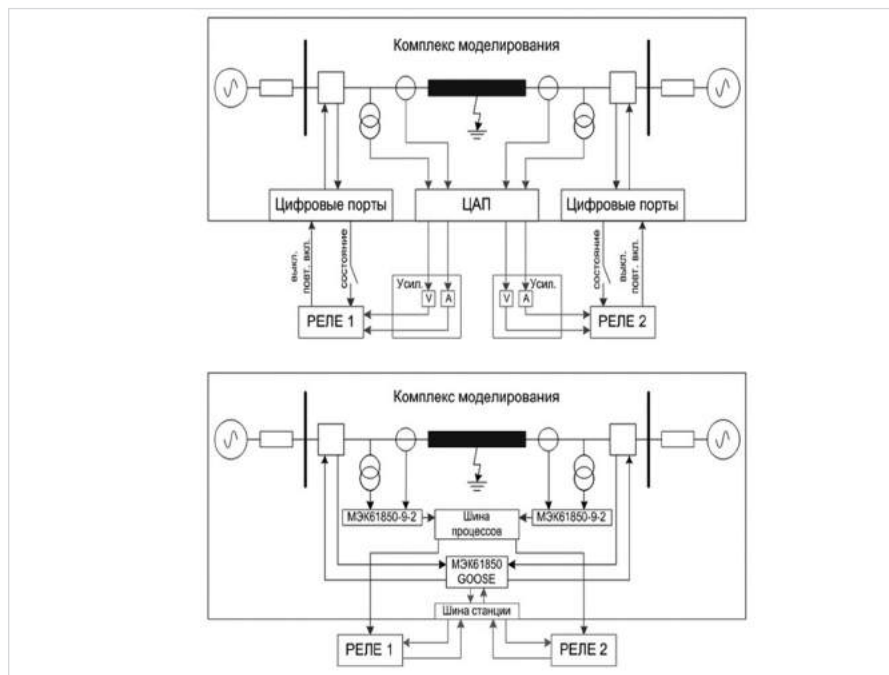 Комплекс моделирования
Цифровые порты
ЦАП
Цифровые порты
выкл.
повт. вкл.
состояние
Усил.
V
A
Усил.
V
A
состояние
выкл.
повт. вкл.
РЕЛЕ 1
РЕЛЕ 2
Комплекс моделирования
МЭК61850-9-2
Шина
процессов
МЭК61850-9-2
МЭК61850
GOOSE
Шина станции
РЕЛЕ 1
РЕЛЕ 2